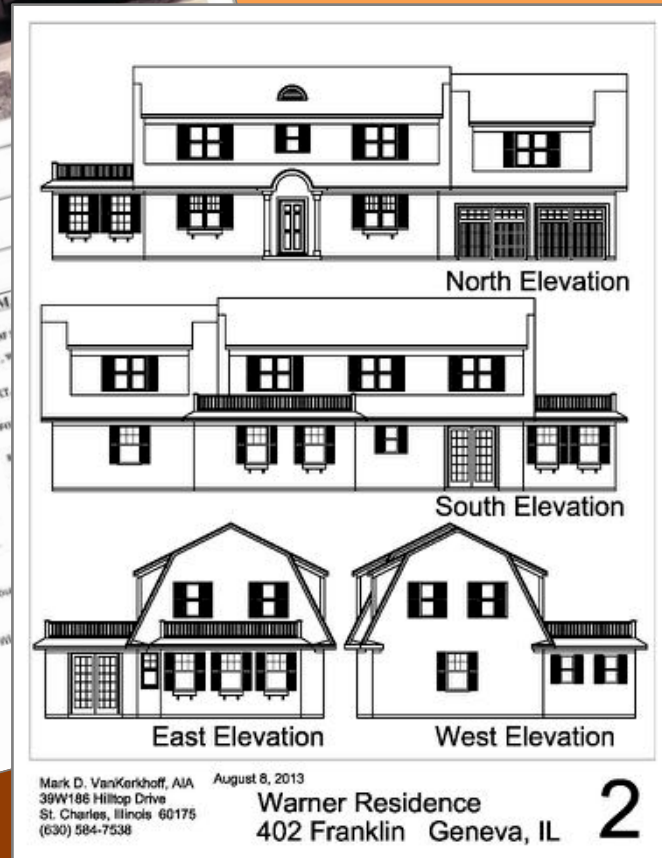 North Elevation
South Elevation
East Elevation
West Elevation
Mark D. VanKerkhoff, AIA
39W186 Hilltop Drive
St. Charles, Illinois 60175
(630) 584-7538
August 8, 2013
Warner Residence
402 Franklin Geneva, IL
2